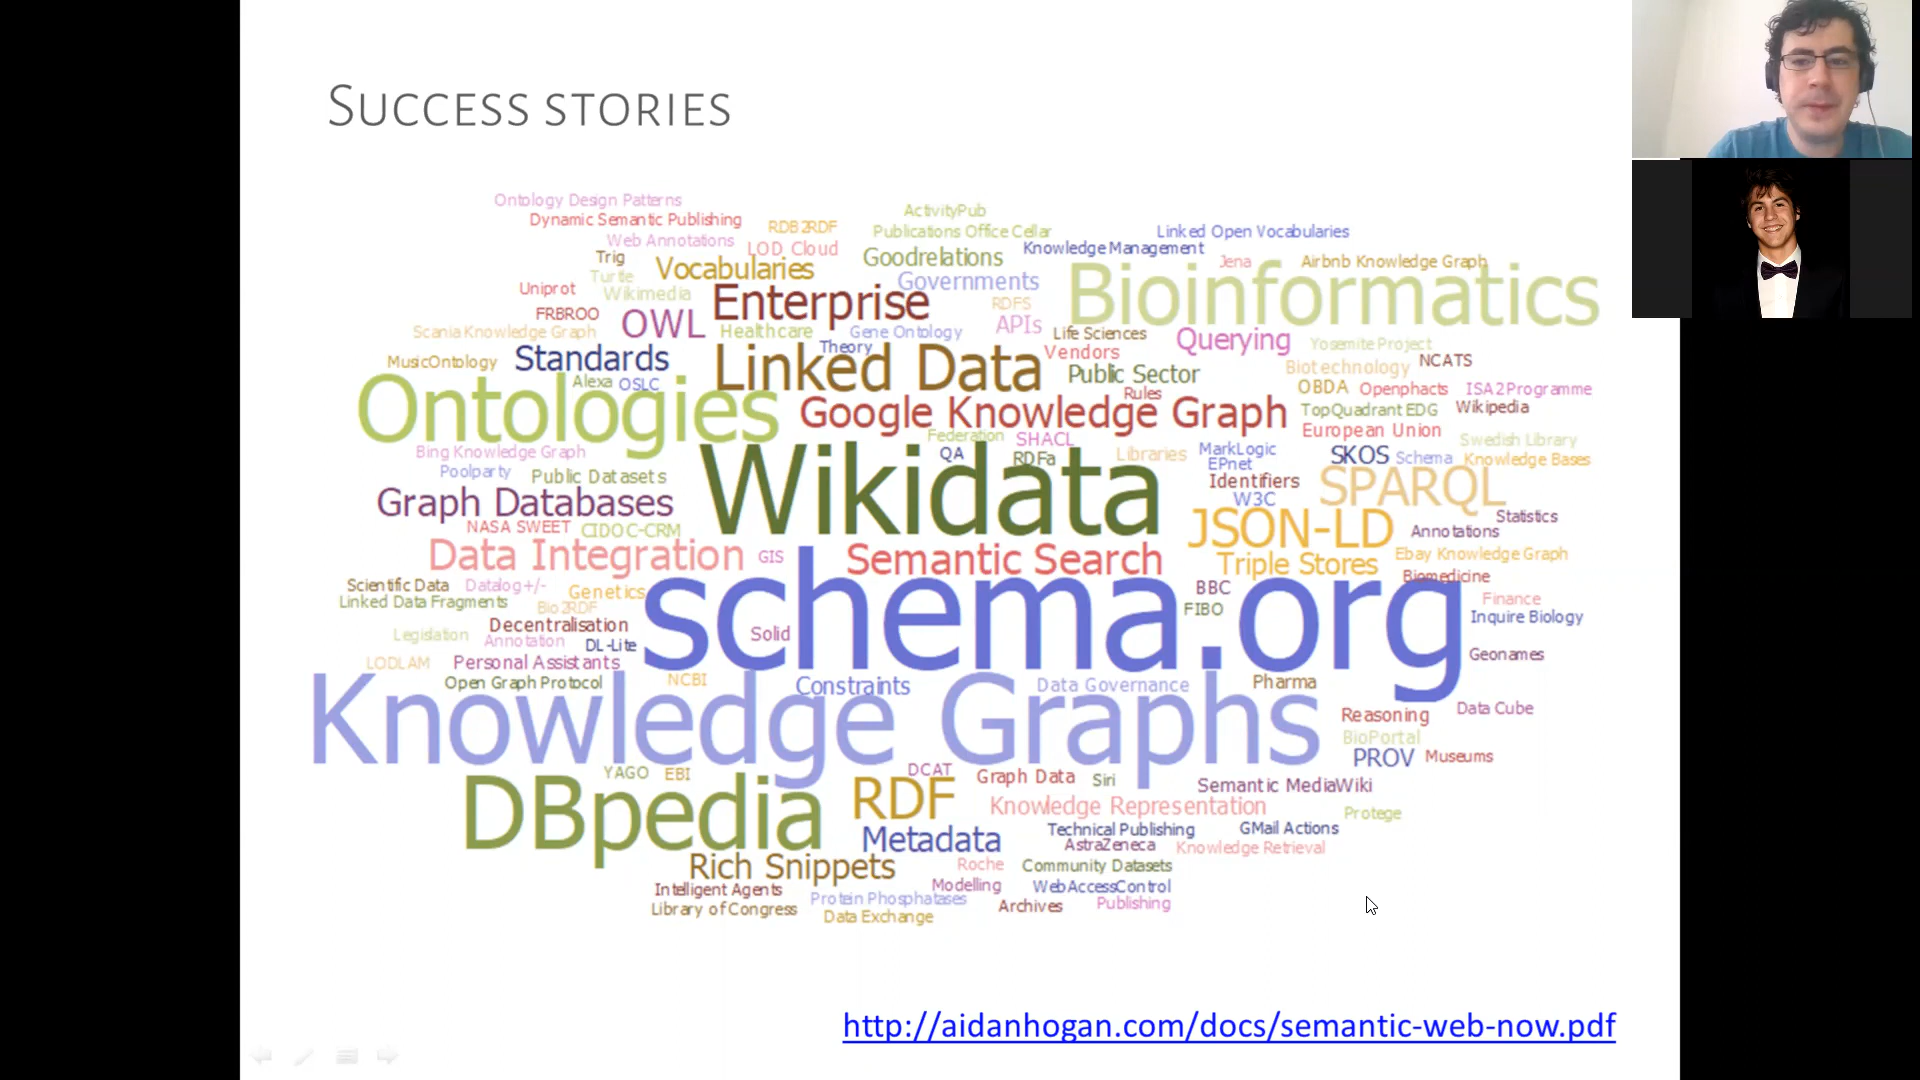 SUCCESS STORIES
Ontology Design Patterns
ActivityPub
Dynamic Semantic Publishing
RDB2RDF
Publications Office Cellar
Linked Open Vocabularies
Web Annotations
LOD Cloud
Goodrelations
Knowledge Management
Trig
Vocabularies
Jena
Airbnb Knowledge Graph
Turtle
Governments
Bioinformatics
Uniprot
Wikimedia
Enterprise
RDFS
FRBROO
OWL
APIs
Scania Knowledge Graph
Healthcare
Gene Ontology
Life Sciences
Querying
Yosemite Project
Theory
MusicOntology
Standards
Linked Data
Vendors
Biotechnology
NCATS
Public Sector
Alexa
OSLC
Rules
OBDA
Openphacts
ISA2Programme
Ontologies
Google Knowledge Graph
TopQuadrant EDG
Wikipedia
European Union
Federation
SHACL
Swedish Library
Bing Knowledge Graph
QA
RDFa
Libraries
MarkLogic
SKOS
Schema
Knowledge Bases
EPnet
Poolparty
Public Datasets
Wikidata
Identifiers
SPARQL
Graph Databases
W3C
NASA SWEET
CIDOC-CRM
JSON-LD
Statistics
Annotations
Data Integration
GIS
Semantic Search
Triple Stores
Ebay Knowledge Graph
Biomedicine
Scientific Data
Datalog+/-
Genetics
BBC
Linked Data Fragments
Bio2RDF
schema.org
FIBO
Finance
Inquire Biology
Decentralisation
Legislation
Annotation
DL-Lite
Solid
Geonames
LODLAM
Personal Assistants
Open Graph Protocol
NCBI
Constraints
Data Governance
Pharma
Data Cube
Knowledge Graphs
Reasoning
BioPortal
PROV
Museums
YAGO
EBI
DCAT
Graph Data
Siri
Semantic MediaWiki
DBpedia
RDF
Knowledge Representation
Protege
Metadata
Technical Publishing
GMail Actions
AstraZeneca
Knowledge Retrieval
Rich Snippets
Roche
Community Datasets
Intelligent Agents
Modelling
WebAccessControl
Protein Phosphatases
Library of Congress
Archives
Publishing
Data Exchange
http://aidanhogan.com/docs/semantic-web-now.pdf